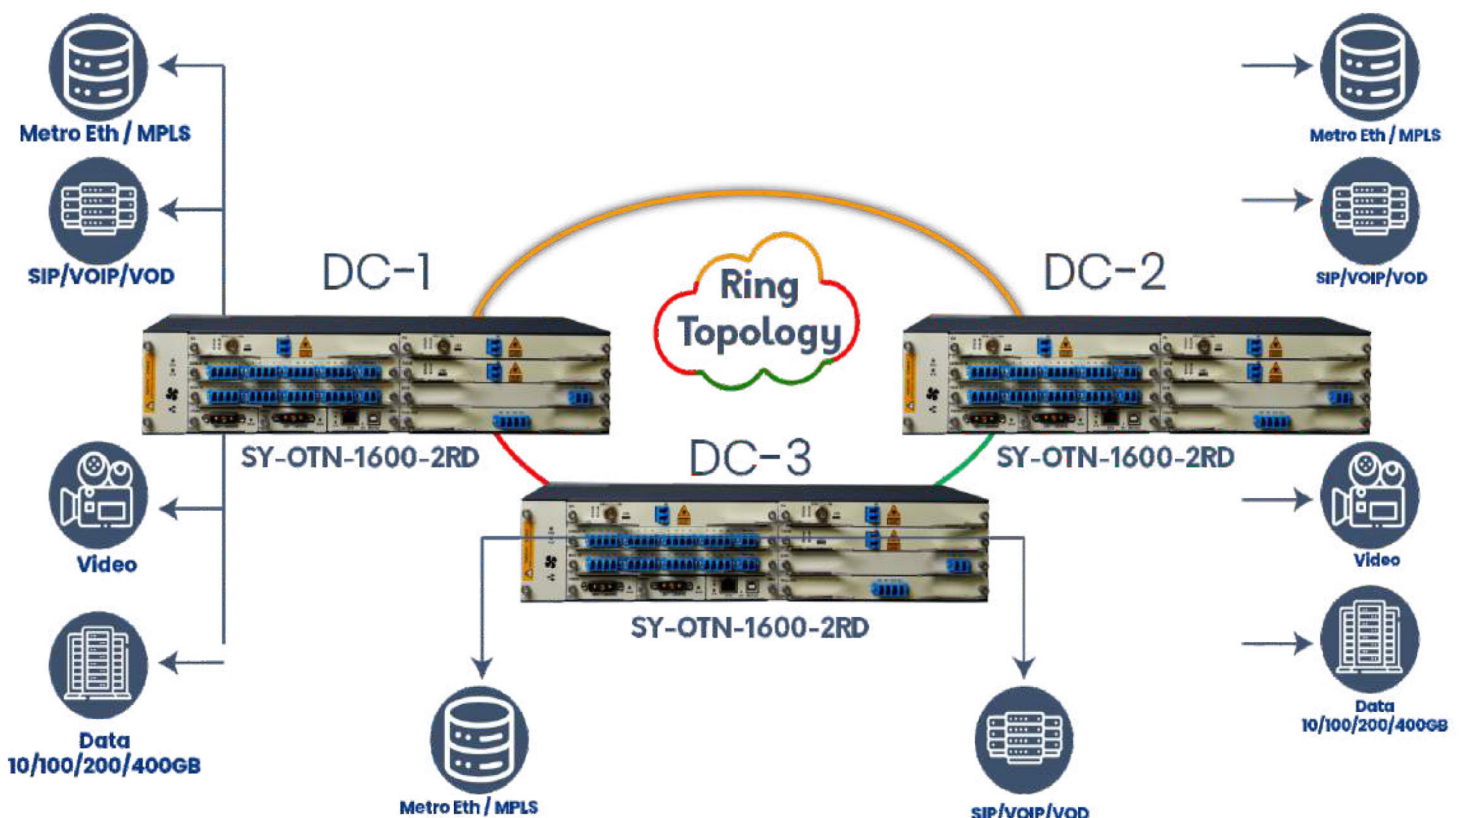 Metro Eth / MPLS
Metro Eth / MPLS
SIP/VOIP/VOD
SIP/VOIP/VOD
DC-1
Ring
Topology
DC-2
SY-OTN-1600-2RD
DC-3
SY-OTN-1600-2RD
Video
Video
SY-OTN-1600-2RD
Data
10/100/200/400GB
Data
10/100/200/400GB
Metro Eth / MPLS
SIP/VOIP/VOD